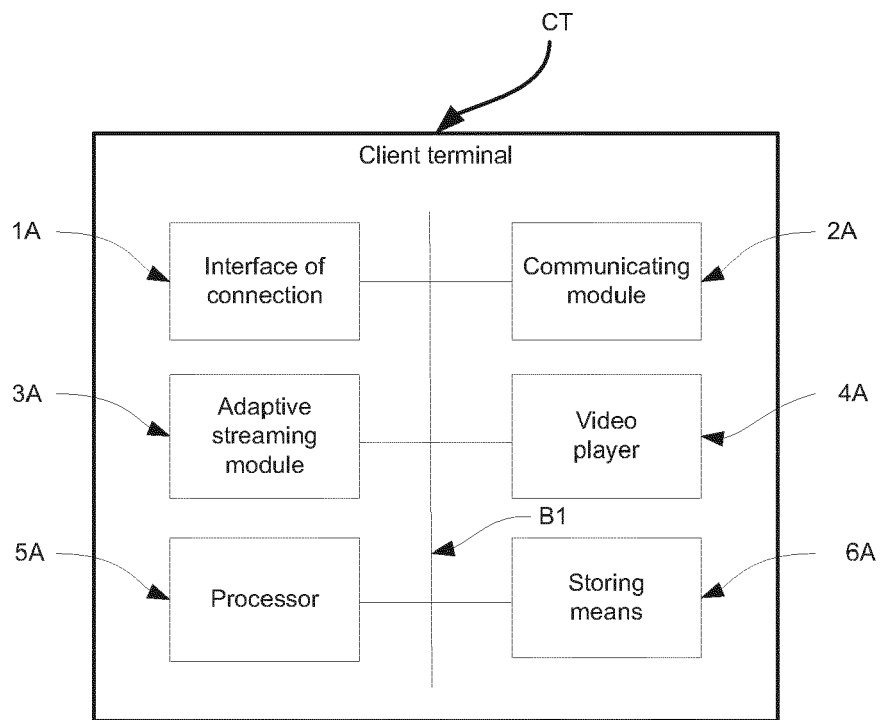 CT
Client terminal
1A
Interface of
connection
Communicating
module
2A
3A
Adaptive
streaming
module
Video
player
4A
B1
5A
Processor
Storing
means
6A